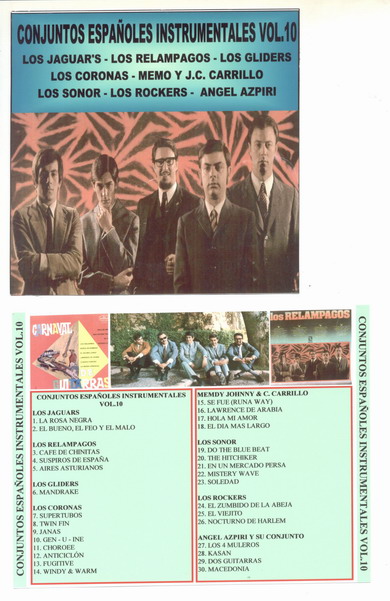 CONJUNTOS ESPAÑOLES INSTRUMENTALES VOL.10
LOS JAGUAR'S - LOS RELAMPAGOS - LOS GLIDERS
LOS CORONAS - MEMO Y J.C. CARRILLO
LOS SONOR - LOS ROCKERS - ANGEL AZPIRI
CONJUNTOS ESPAÑOLES INSTRUMENTALES VOL.10
CARNAVAL
los RELAMPAGOS
CONJUNTOS ESPAÑOLES INSTRUMENTALES
VOL.10
LOS JAGUARS
1. LA ROSA NEGRA
2. EL BUENO, EL FEO Y EL MALO
LOS RELAMPAGOS
3. CAFE DE CHINITAS
4. SUSPIROS DE ESPAÑA
5. AIRES ASTURIANOS
LOS GLIDERS
6. MANDRAKE
LOS CORONAS
7. SUPERTUBOS
8. TWIN FIN
9. JANAS
10. GEN - U - INE
11. CHOROEE
12. ANTICICLÓN
13. FUGITIVE
14. WINDY & WARM
MEMDY JOHNNY & C. CARRILLO
15. SE FUE (RUNA WAY)
16. LAWRENCE DE ARABIA
17. HOLA MI AMOR
18. EL DIA MAS LARGO
LOS SONOR
19. DO THE BLUE BEAT
20. THE HITCHIKER
21. EN UN MERCADO PERSA
22. MISTERY WAVE
23. SOLEDAD
LOS ROCKERS
24. EL ZUMBIDO DE LA ABEJA
25. EL VIEJITO
26. NOCTURNO DE HARLEM
ANGEL AZPIRI Y SU CONJUNTO
27. LOS 4 MULEROS
28. KASAN
29. DOS GUITARRAS
30. MACEDONIA
CONJUNTOS ESPAÑOLES INSTRUMENTALES VOL.10